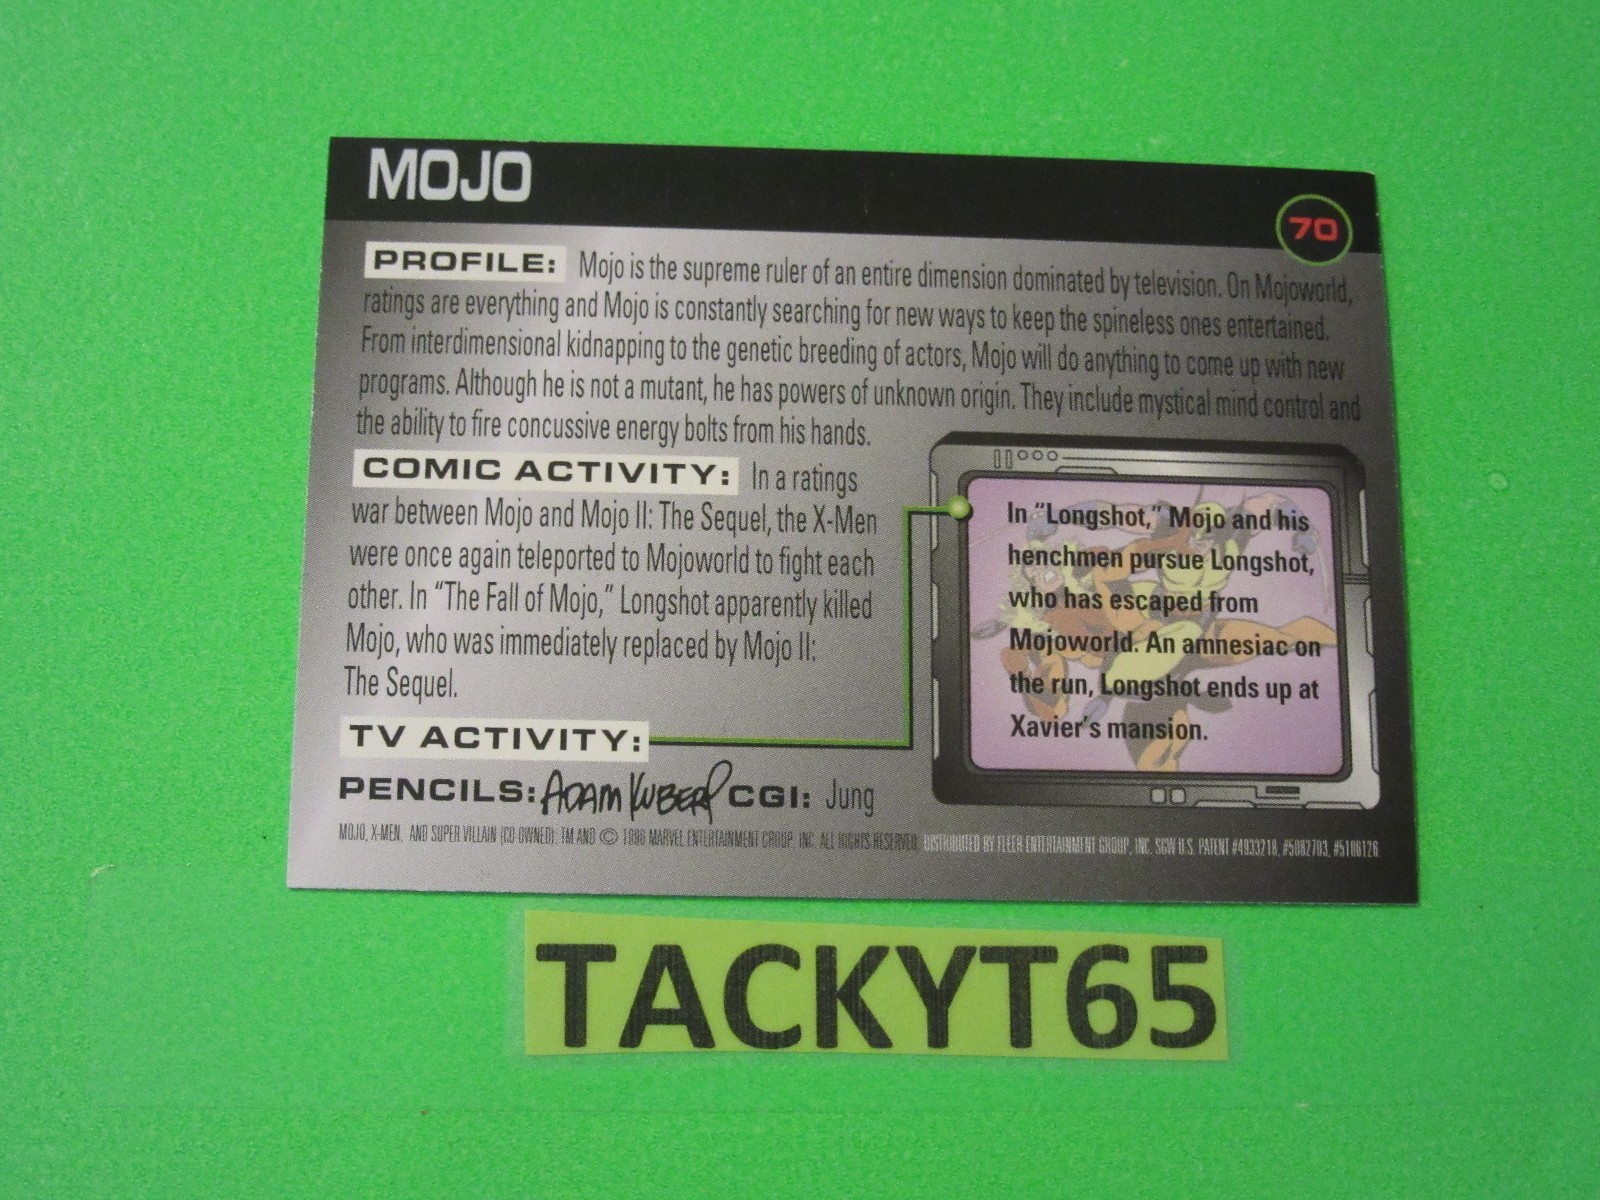 MOJO
70
PROFILE: Mojo is the supreme ruler of an entire dimension dominated by television. On Mojoworld,
ratings are everything and Mojo is constantly searching for new ways to keep the spineless ones entertained.
From interdimensional kidnapping to the genetic breeding of actors, Mojo will do anything to come up with new
programs. Although he is not a mutant, he has powers of unknown origin. They include mystical mind control and
the ability to fire concussive energy bolts from his hands.
COMIC ACTIVITY: In a ratings
war between Mojo and Mojo II: The Sequel, the X-Men
were once again teleported to Mojoworld to fight each
other. In "The Fall of Mojo," Longshot apparently killed
Mojo, who was immediately replaced by Mojo II:
The Sequel.
TV ACTIVITY:
In "Longshot," Mojo and his
henchmen pursue Longshot,
who has escaped from
Mojoworld. An amnesiac on
the run, Longshot ends up at
Xavier's mansion.
PENCILS: ADAM KUBERT CGI: Jung
MOJO, X-MEN, AND SUPER VILLAIN (CO-OWNED): TM AND © 1996 MARVEL ENTERTAINMENT GROUP, INC. ALL RIGHTS RESERVED. DISTRIBUTED BY FLEER ENTERTAINMENT GROUP, INC. SGW U.S. PATENT #4933218, #5082703, #5106126.
TACKYT65